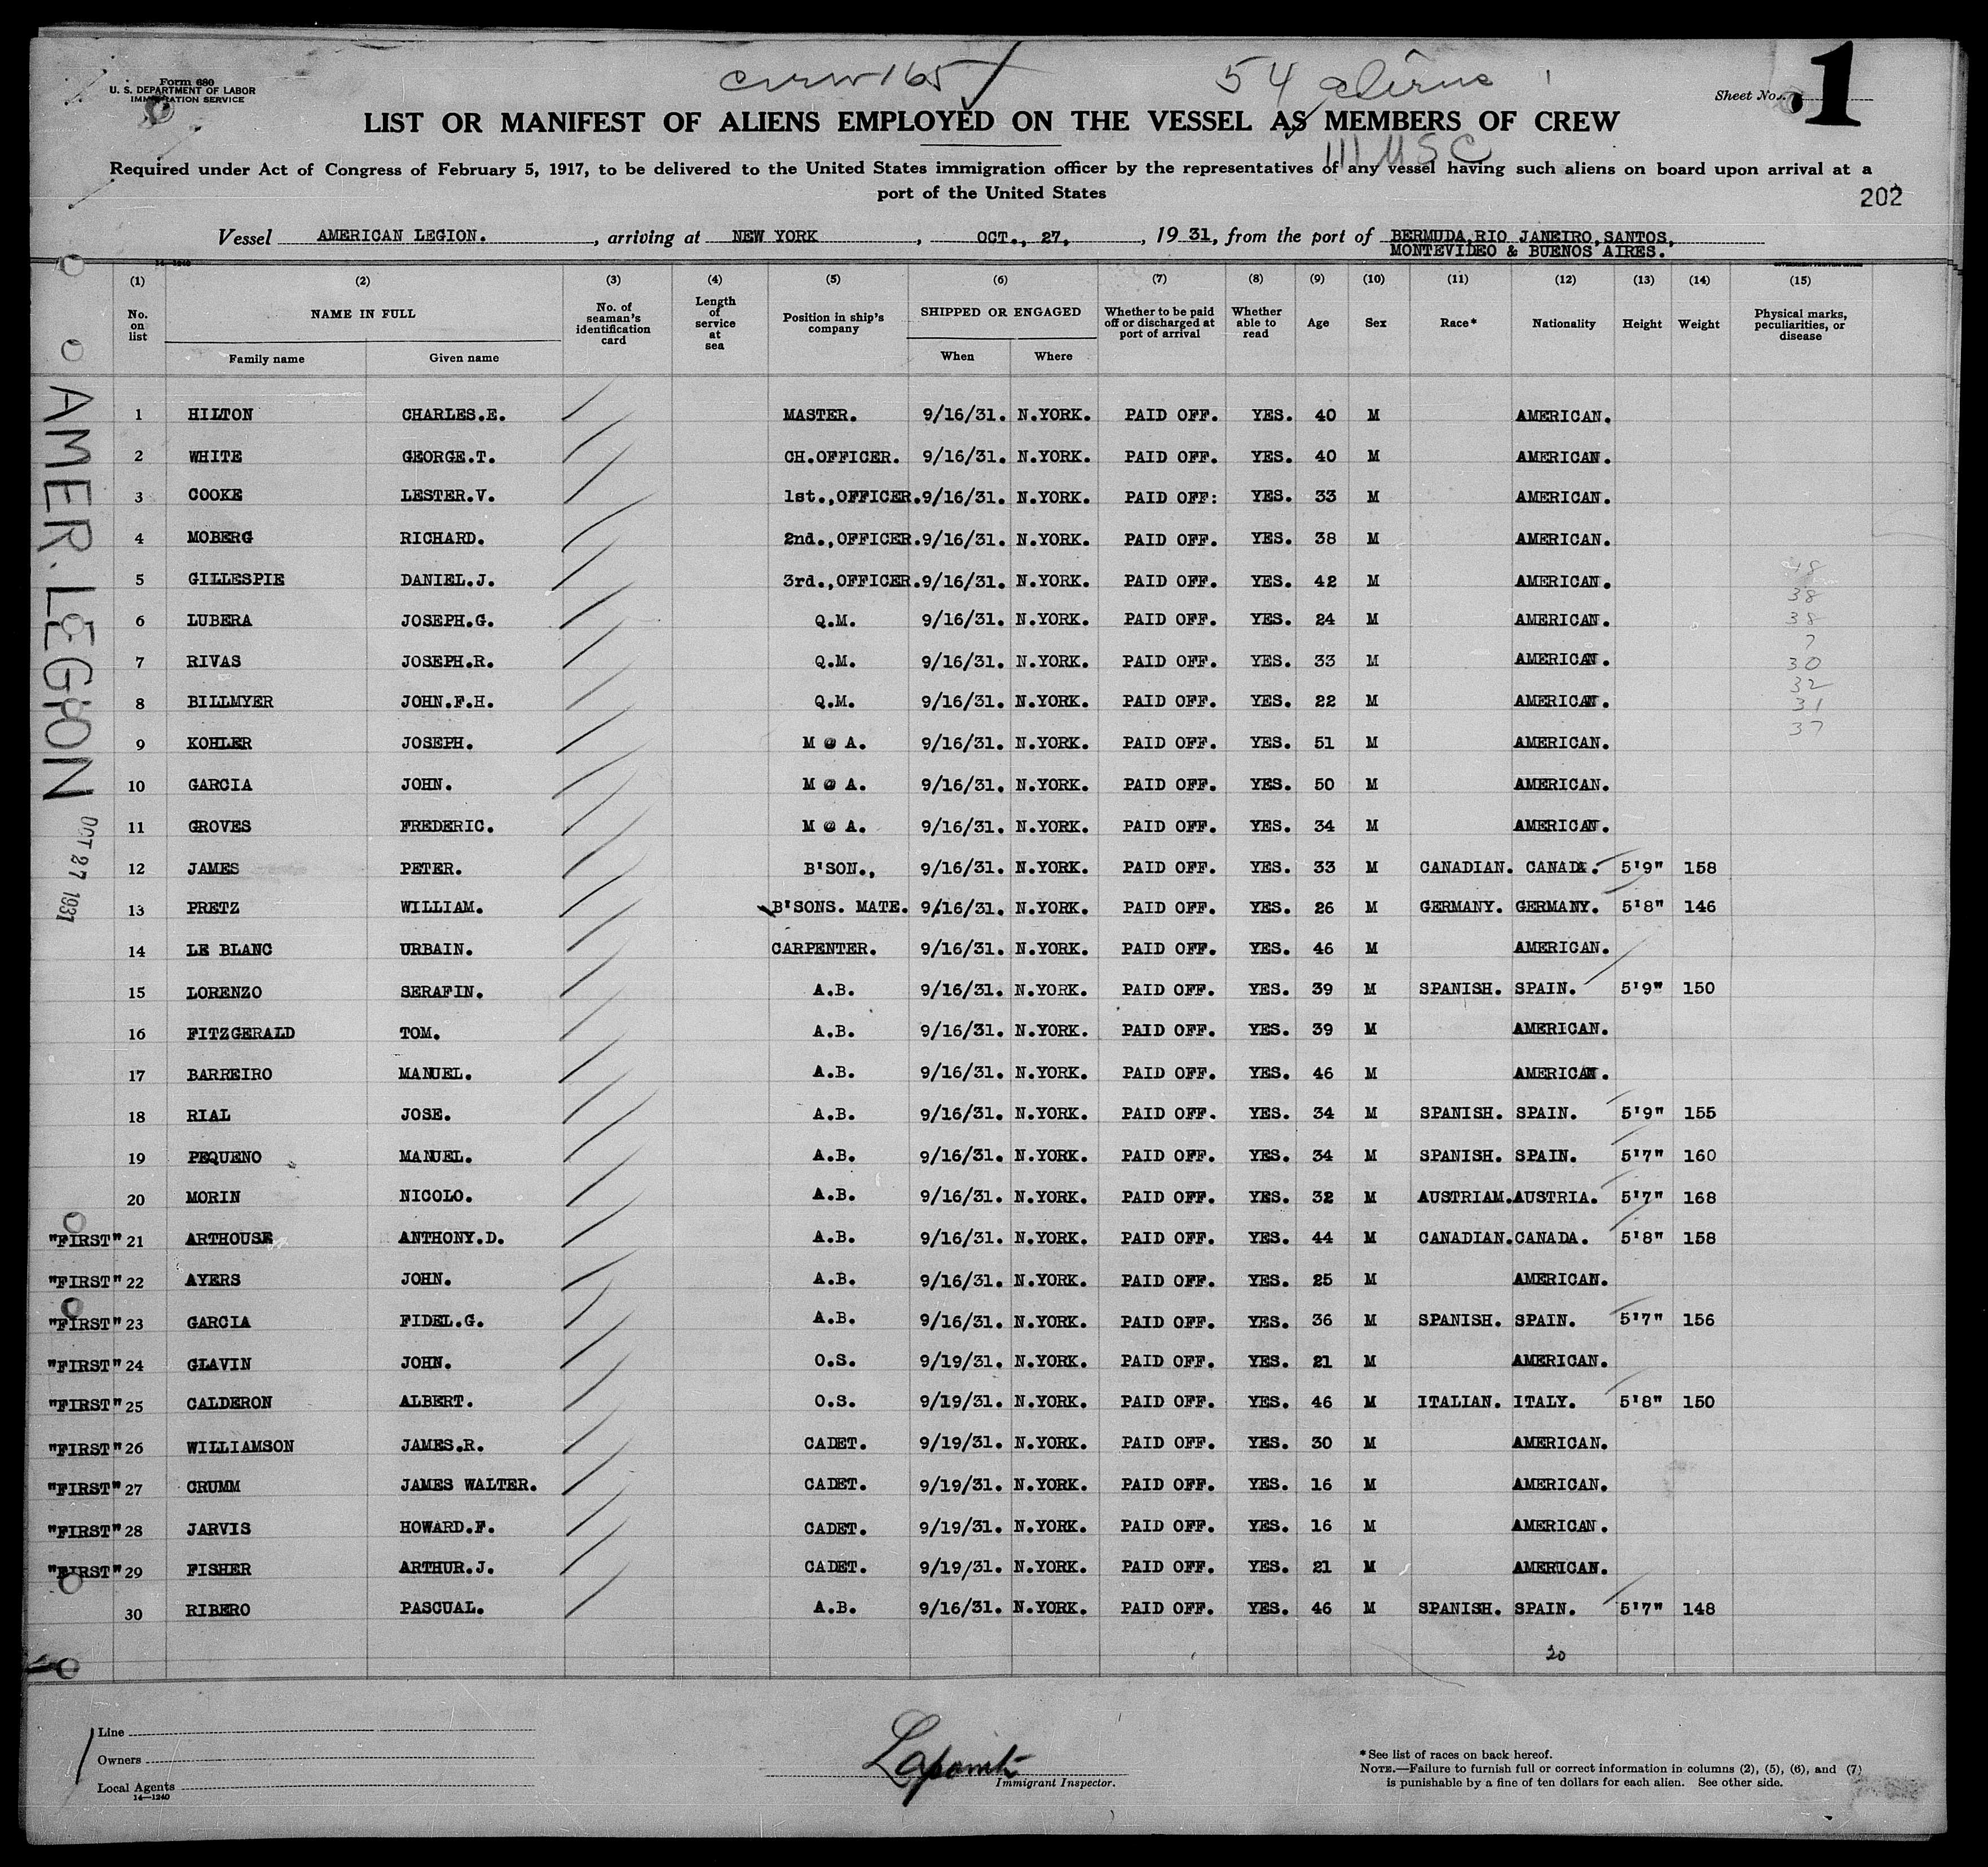 crew 165
54 aliens
111 USC
Form 680
U. S. DEPARTMENT OF LABOR
IMMIGRATION SERVICE
Sheet No. 1
LIST OR MANIFEST OF ALIENS EMPLOYED ON THE VESSEL AS MEMBERS OF CREW
Required under Act of Congress of February 5, 1917, to be delivered to the United States immigration officer by the representatives of any vessel having such aliens on board upon arrival at a
port of the United States
202
Vessel AMERICAN LEGION. , arriving at NEW YORK , OCT., 27, , 19 31, from the port of BERMUDA, RIO JANEIRO, SANTOS,
MONTEVIDEO & BUENOS AIRES.
14-1240
(1) (2) (3) (4) (5) (6) (7) (8) (9) (10) (11) (12) (13) (14) (15)
No. on list
NAME IN FULL
Family name
Given name
No. of seaman's identification card
Length of service at sea
Position in ship's company
SHIPPED OR ENGAGED
When
Where
Whether to be paid off or discharged at port of arrival
Whether able to read
Age
Sex
Race*
Nationality
Height
Weight
Physical marks, peculiarities, or disease
1 HILTON CHARLES.E. MASTER. 9/16/31. N.YORK. PAID OFF. YES. 40 M AMERICAN.
2 WHITE GEORGE.T. CH.OFFICER. 9/16/31. N.YORK. PAID OFF. YES. 40 M AMERICAN.
3 COOKE LESTER.V. 1st.,OFFICER. 9/16/31. N.YORK. PAID OFF: YES. 33 M AMERICAN.
4 MOBERG RICHARD. 2nd.,OFFICER. 9/16/31. N.YORK. PAID OFF. YES. 38 M AMERICAN.
5 GILLESPIE DANIEL.J. 3rd.,OFFICER. 9/16/31. N.YORK. PAID OFF. YES. 42 M AMERICAN.
6 LUBERA JOSEPH.G. Q.M. 9/16/31. N.YORK. PAID OFF. YES. 24 M AMERICAN.
7 RIVAS JOSEPH.R. Q.M. 9/16/31. N.YORK. PAID OFF. YES. 33 M AMERICAN.
8 BILLMYER JOHN.F.H. Q.M. 9/16/31. N.YORK. PAID OFF. YES. 22 M AMERICAN.
9 KOHLER JOSEPH. M @ A. 9/16/31. N.YORK. PAID OFF. YES. 51 M AMERICAN.
10 GARCIA JOHN. M @ A. 9/16/31. N.YORK. PAID OFF. YES. 50 M AMERICAN.
11 GROVES FREDERIC. M @ A. 9/16/31. N.YORK. PAID OFF. YES. 34 M AMERICAN.
12 JAMES PETER. B'SON., 9/16/31. N.YORK. PAID OFF. YES. 33 M CANADIAN. CANADA. 5'9" 158
13 PRETZ WILLIAM. B'SONS. MATE. 9/16/31. N.YORK. PAID OFF. YES. 26 M GERMANY. GERMANY. 5'8" 146
14 LE BLANC URBAIN. CARPENTER. 9/16/31. N.YORK. PAID OFF. YES. 46 M AMERICAN.
15 LORENZO SERAFIN. A.B. 9/16/31. N.YORK. PAID OFF. YES. 39 M SPANISH. SPAIN. 5'9" 150
16 FITZGERALD TOM. A.B. 9/16/31. N.YORK. PAID OFF. YES. 39 M AMERICAN.
17 BARREIRO MANUEL. A.B. 9/16/31. N.YORK. PAID OFF. YES. 46 M AMERICAN.
18 RIAL JOSE. A.B. 9/16/31. N.YORK. PAID OFF. YES. 34 M SPANISH. SPAIN. 5'9" 155
19 PEQUENO MANUEL. A.B. 9/16/31. N.YORK. PAID OFF. YES. 34 M SPANISH. SPAIN. 5'7" 160
20 MORIN NICOLO. A.B. 9/16/31. N.YORK. PAID OFF. YES. 32 M AUSTRIAM. AUSTRIA. 5'7" 168
"FIRST" 21 ARTHOUSE ANTHONY.D. A.B. 9/16/31. N.YORK. PAID OFF. YES. 44 M CANADIAN. CANADA. 5'8" 158
"FIRST" 22 AYERS JOHN. A.B. 9/16/31. N.YORK. PAID OFF. YES. 25 M AMERICAN.
"FIRST" 23 GARCIA FIDEL.G. A.B. 9/16/31. N.YORK. PAID OFF. YES. 36 M SPANISH. SPAIN. 5'7" 156
"FIRST" 24 GLAVIN JOHN. O.S. 9/19/31. N.YORK. PAID OFF. YES. 21 M AMERICAN.
"FIRST" 25 CALDERON ALBERT. O.S. 9/19/31. N.YORK. PAID OFF. YES. 46 M ITALIAN. ITALY. 5'8" 150
"FIRST" 26 WILLIAMSON JAMES.R. CADET. 9/19/31. N.YORK. PAID OFF. YES. 30 M AMERICAN.
"FIRST" 27 CRUMM JAMES WALTER. CADET. 9/19/31. N.YORK. PAID OFF. YES. 16 M AMERICAN.
"FIRST" 28 JARVIS HOWARD.F. CADET. 9/19/31. N.YORK. PAID OFF. YES. 16 M AMERICAN.
"FIRST" 29 FISHER ARTHUR.J. CADET. 9/19/31. N.YORK. PAID OFF. YES. 21 M AMERICAN.
30 RIBERO PASCUAL. A.B. 9/16/31. N.YORK. PAID OFF. YES. 46 M SPANISH. SPAIN. 5'7" 148
20
48
38
38
7
30
32
31
37
AMER. LEGION
OCT 27 1931
Line
Owners
Local Agents
14—1240
Immigrant Inspector.
*See list of races on back hereof.
NOTE.—Failure to furnish full or correct information in columns (2), (5), (6), and (7)
is punishable by a fine of ten dollars for each alien. See other side.